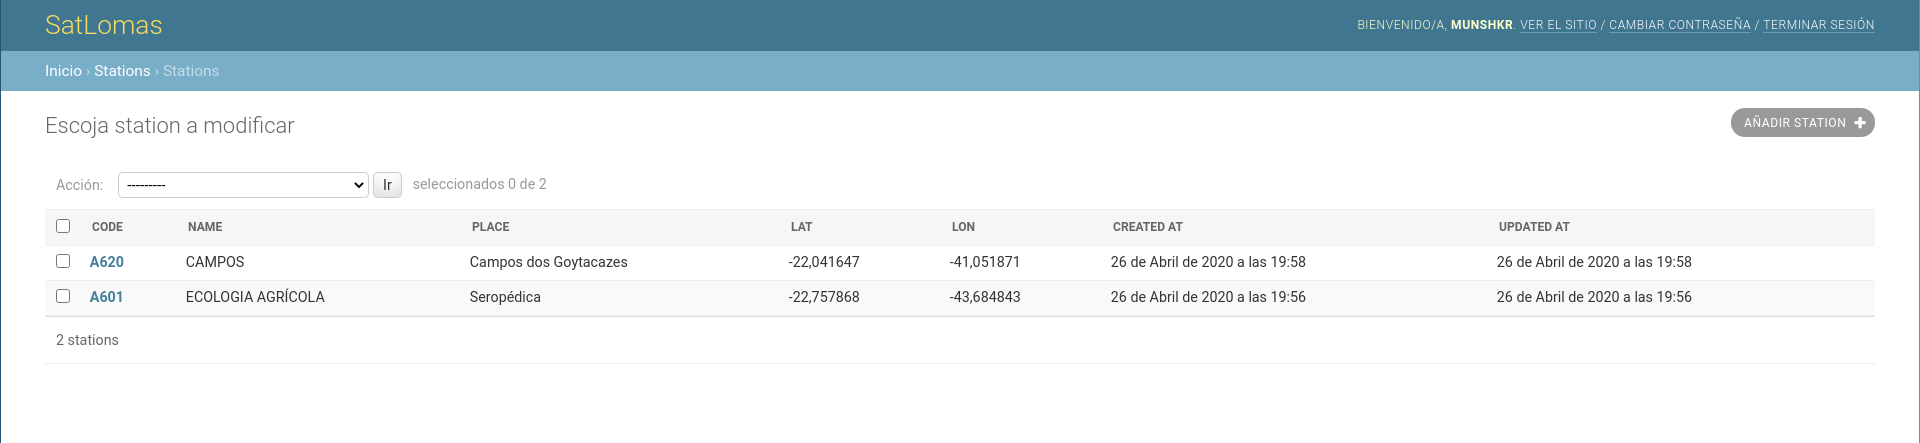 SatLomas
BIENVENIDO/A, MUNSHKR. VER EL SITIO / CAMBIAR CONTRASEÑA / TERMINAR SESIÓN
Inicio › Stations › Stations
Escoja station a modificar
AÑADIR STATION
Acción: --------- Ir seleccionados 0 de 2
CODE NAME PLACE LAT LON CREATED AT UPDATED AT
A620 CAMPOS Campos dos Goytacazes -22,041647 -41,051871 26 de Abril de 2020 a las 19:58 26 de Abril de 2020 a las 19:58
A601 ECOLOGIA AGRÍCOLA Seropédica -22,757868 -43,684843 26 de Abril de 2020 a las 19:56 26 de Abril de 2020 a las 19:56
2 stations